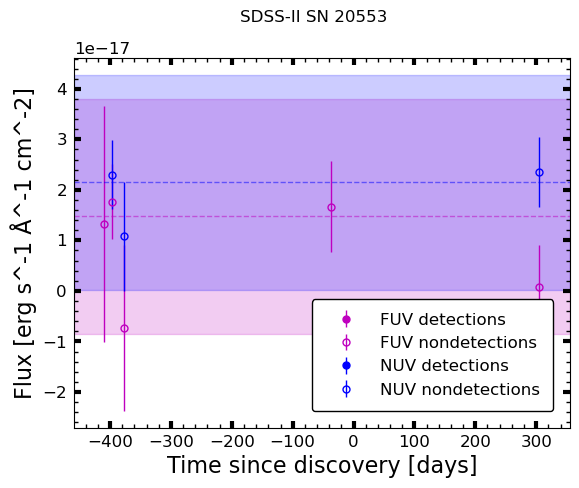 SDSS-II SN 20553
1e−17
Flux [erg s^-1 Å^-1 cm^-2]
4
3
2
1
0
−1
−2
FUV detections
FUV nondetections
NUV detections
NUV nondetections
−400 −300 −200 −100 0 100 200 300
Time since discovery [days]